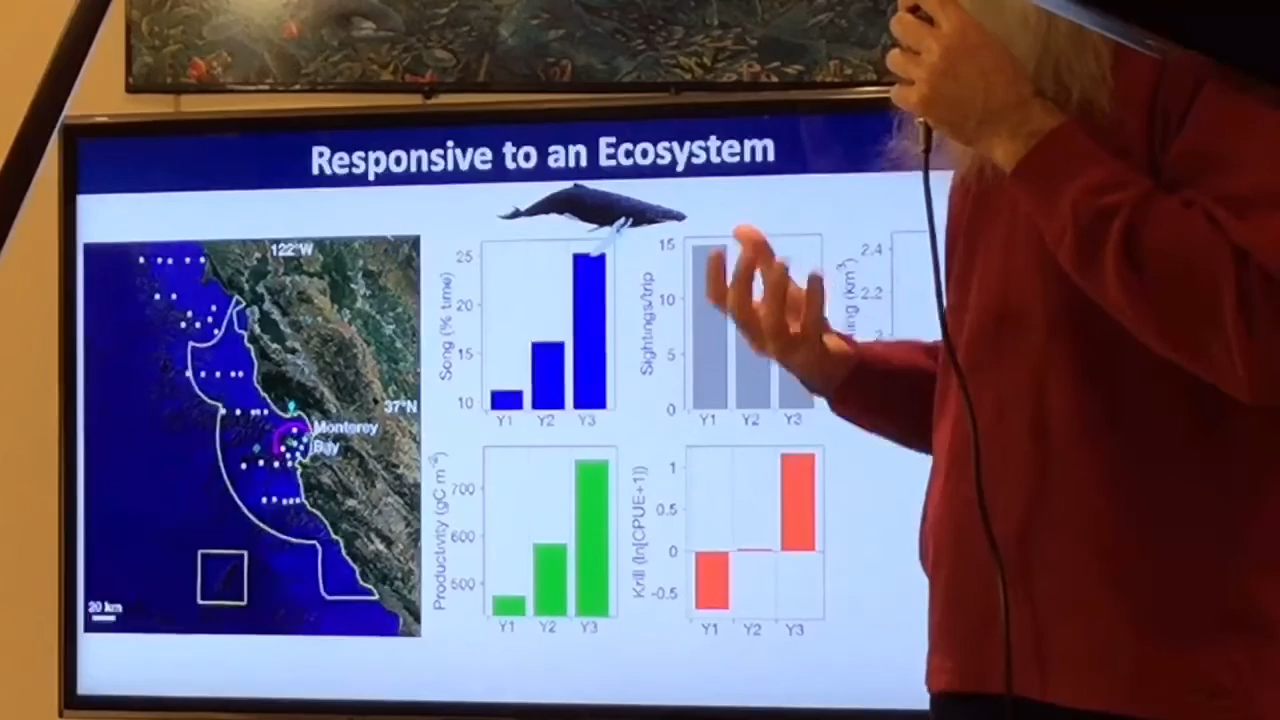 Responsive to an Ecosystem
122°W
37°N
Monterey
Bay
20 km
Song (% time)
25
20
15
10
Y1 Y2 Y3
Sightings/trip
15
10
5
0
Y1 Y2 Y3
(km³)
2.4
2.2
2
Productivity (gC m⁻²)
700
600
500
Y1 Y2 Y3
Krill (ln[CPUE+1])
1
0.5
0
-0.5
Y1 Y2 Y3